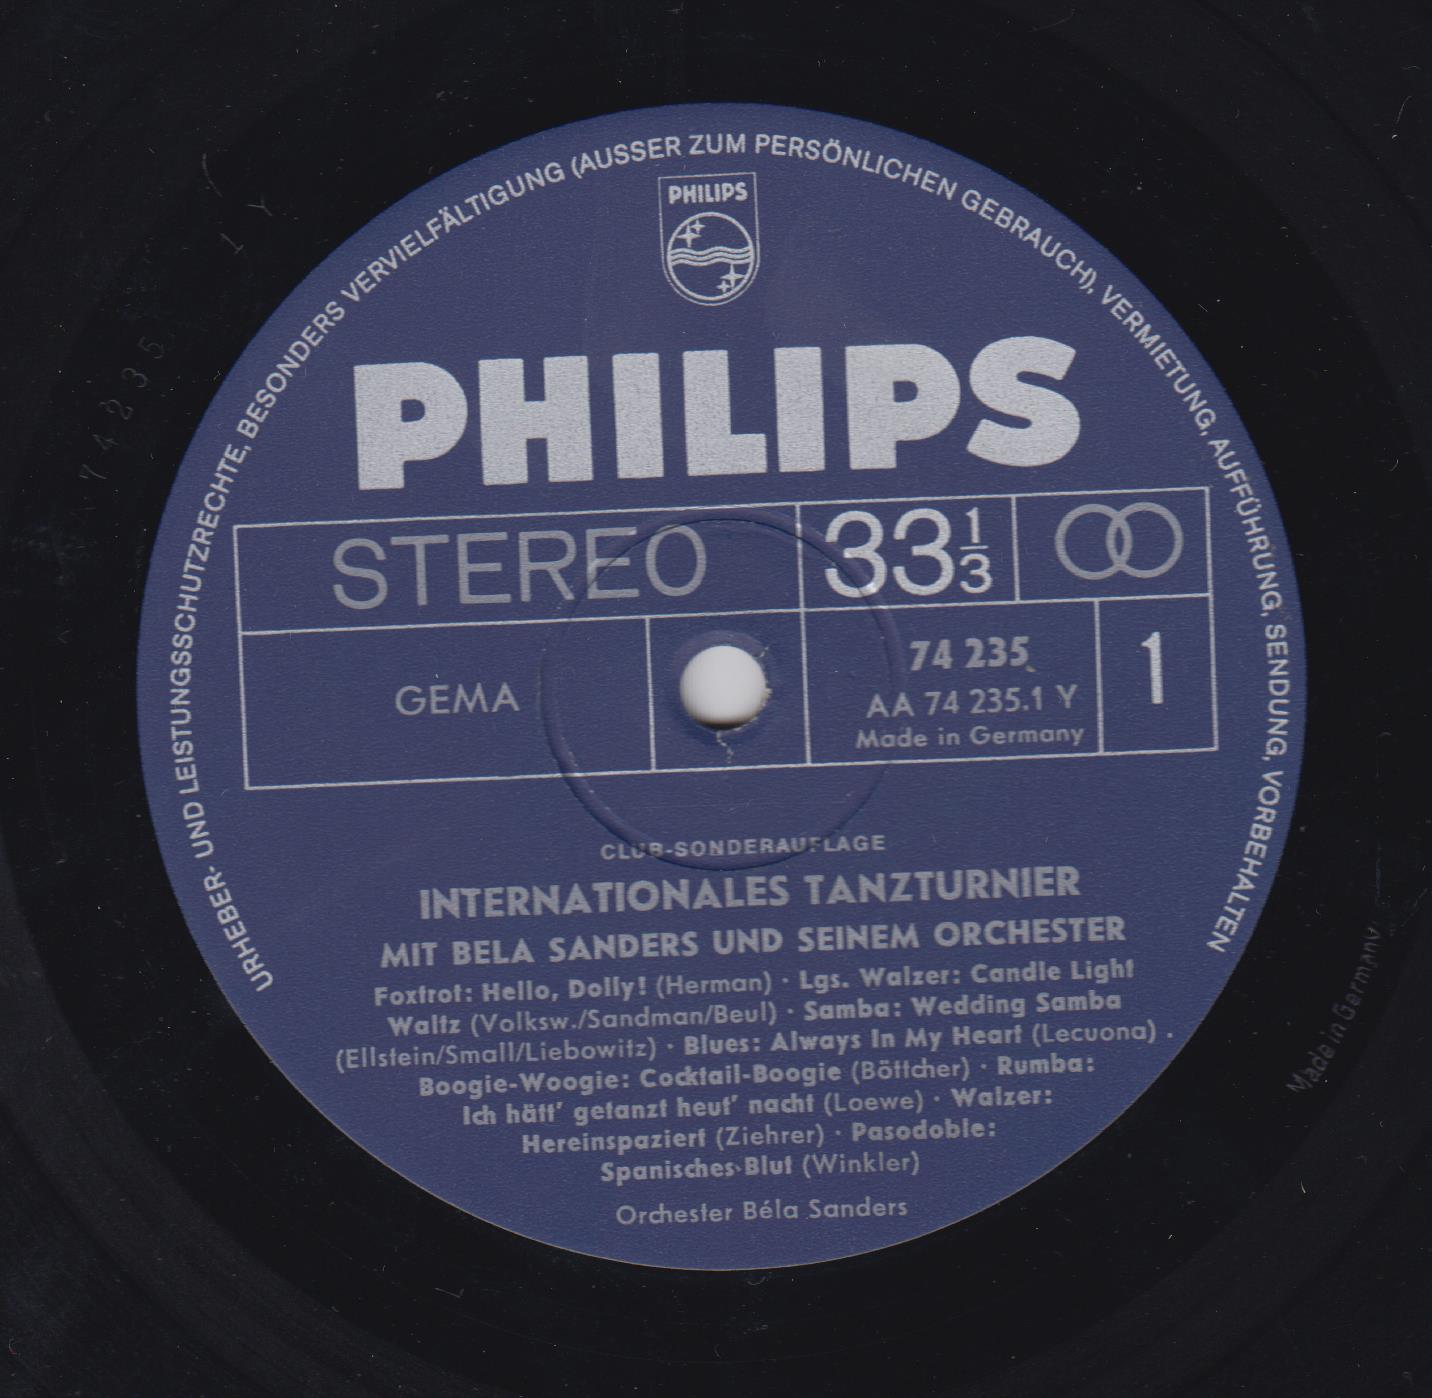 URHEBER- UND LEISTUNGSSCHUTZRECHTE, BESONDERS VERVIELFÄLTIGUNG (AUSSER ZUM PERSÖNLICHEN GEBRAUCH), VERMIETUNG, AUFFÜHRUNG, SENDUNG, VORBEHALTEN
PHILIPS
PHILIPS
STEREO
33 1/3
GEMA
74 235
AA 74 235.1 Y
Made in Germany
1
CLUB-SONDERAUFLAGE
INTERNATIONALES TANZTURNIER
MIT BELA SANDERS UND SEINEM ORCHESTER
Foxtrot: Hello, Dolly! (Herman) · Lgs. Walzer: Candle Light
Waltz (Volksw./Sandman/Beul) · Samba: Wedding Samba
(Ellstein/Small/Liebowitz) · Blues: Always In My Heart (Lecuona) ·
Boogie-Woogie: Cocktail-Boogie (Böttcher) · Rumba:
Ich hätt' getanzt heut' nacht (Loewe) · Walzer:
Hereinspaziert (Ziehrer) · Pasodoble:
Spanisches Blut (Winkler)
Orchester Béla Sanders
74235
1 Y
Made in Germany